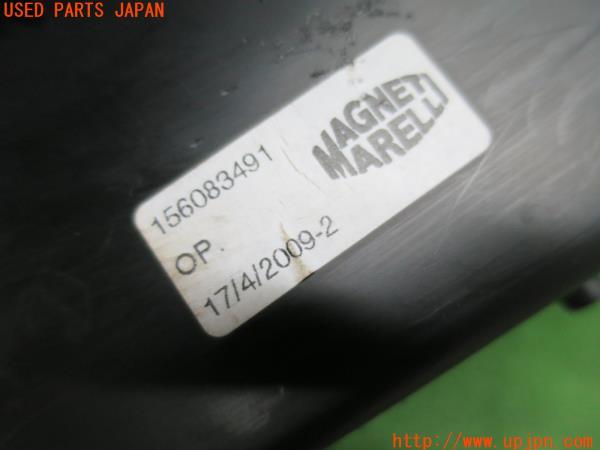 USED PARTS JAPAN
MAGNETI
MARELLI
156083491
OP.
17/4/2009-2
http://www.upjpn.com/